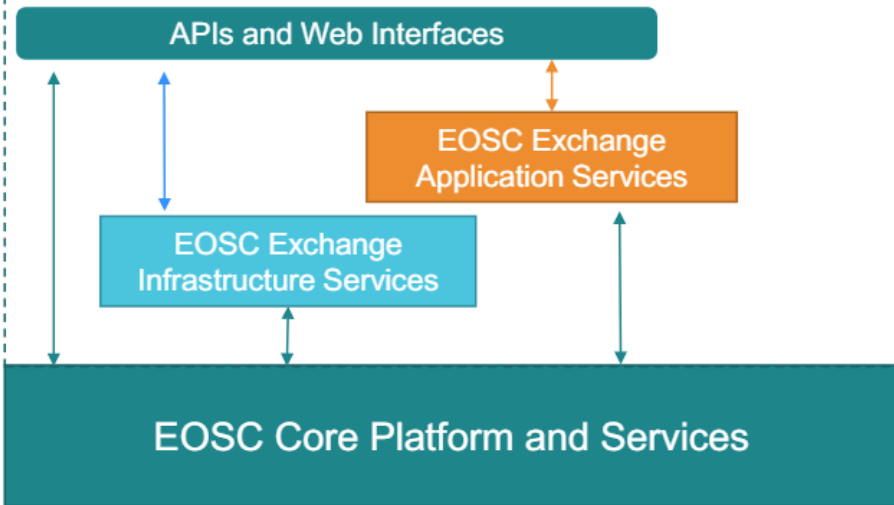 APIs and Web Interfaces
EOSC Exchange
Application Services
EOSC Exchange
Infrastructure Services
EOSC Core Platform and Services